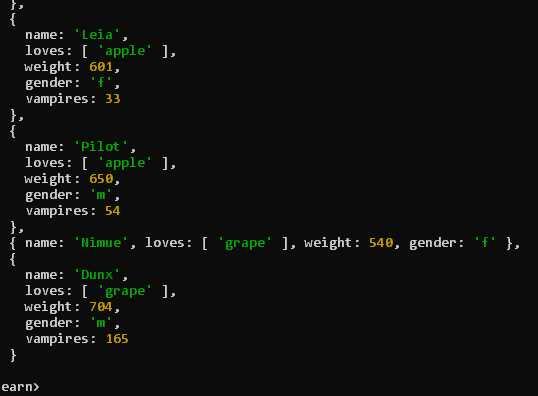 },
{
name: 'Leia',
loves: [ 'apple' ],
weight: 601,
gender: 'f',
vampires: 33
},
{
name: 'Pilot',
loves: [ 'apple' ],
weight: 650,
gender: 'm',
vampires: 54
},
{ name: 'Nimue', loves: [ 'grape' ], weight: 540, gender: 'f' },
{
name: 'Dunx',
loves: [ 'grape' ],
weight: 704,
gender: 'm',
vampires: 165
}
earn>